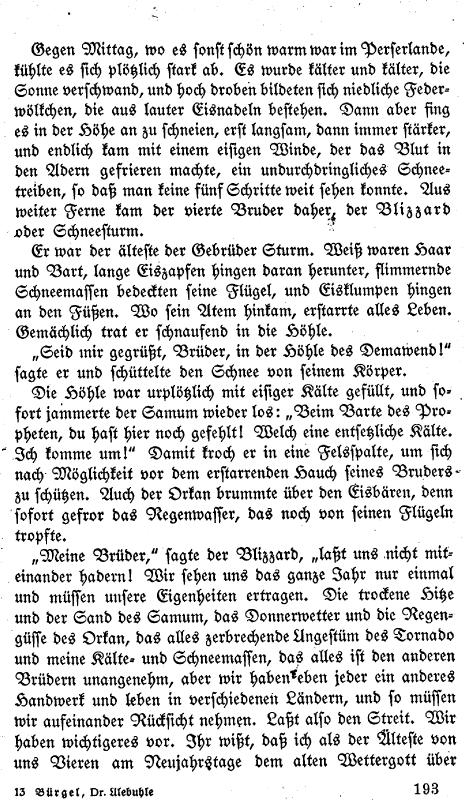 Gegen Mittag, wo es sonst schön warm war im Perserlande,
kühlte es sich plötzlich stark ab. Es wurde kälter und kälter, die
Sonne verschwand, und hoch droben bildeten sich niedliche Feder-
wölkchen, die aus lauter Eisnadeln bestehen. Dann aber fing
es in der Höhe an zu schneien, erst langsam, dann immer stärker,
und endlich kam mit einem eisigen Winde, der das Blut in
den Adern gefrieren machte, ein undurchdringliches Schnee-
treiben, so daß man keine fünf Schritte weit sehen konnte. Aus
weiter Ferne kam der vierte Bruder daher, der Blizzard
oder Schneesturm.
Er war der älteste der Gebrüder Sturm. Weiß waren Haar
und Bart, lange Eiszapfen hingen daran herunter, flimmernde
Schneemassen bedeckten seine Flügel, und Eisklumpen hingen
an den Füßen. Wo sein Atem hinkam, erstarrte alles Leben.
Gemächlich trat er schnaufend in die Höhle.
„Seid mir gegrüßt, Brüder, in der Höhle des Demawend!“
sagte er und schüttelte den Schnee von seinem Körper.
Die Höhle war urplötzlich mit eisiger Kälte gefüllt, und so-
fort jammerte der Samum wieder los: „Beim Barte des Pro-
pheten, du hast hier noch gefehlt! Welch eine entsetzliche Kälte.
Ich komme um!“ Damit kroch er in eine Felsspalte, um sich
nach Möglichkeit vor dem erstarrenden Hauch seines Bruders
zu schützen. Auch der Orkan brummte über den Eisbären, denn
sofort gefror das Regenwasser, das noch von seinen Flügeln
tropfte.
„Meine Brüder,“ sagte der Blizzard, „laßt uns nicht mit-
einander hadern! Wir sehen uns das ganze Jahr nur einmal
und müssen unsere Eigenheiten ertragen. Die trockene Hitze
und der Sand des Samum, das Donnerwetter und die Regen-
güsse des Orkan, das alles zerbrechende Ungestüm des Tornado
und meine Kälte- und Schneemassen, das alles ist den anderen
Brüdern unangenehm, aber wir haben eben jeder ein anderes
Handwerk und leben in verschiedenen Ländern, und so müssen
wir aufeinander Rücksicht nehmen. Laßt also den Streit. Wir
haben wichtigeres vor. Ihr wißt, daß ich als der Älteste von
uns Vieren am Neujahrstage dem alten Wettergott über
13 Bürgel, Dr. Ulebuhle 193